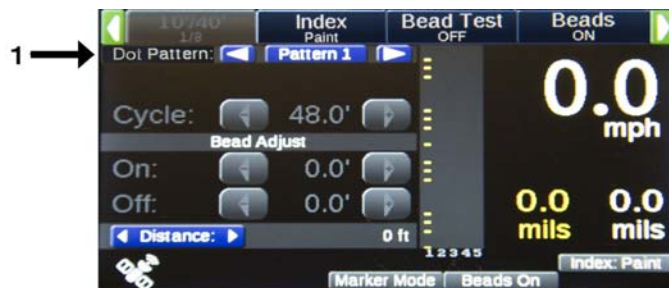 10'/40' Index Bead Test Beads
1/8 Paint OFF ON
1 Dot Pattern: Pattern 1
0.0
mph
Cycle: 48.0'
Bead Adjust
On: 0.0'
Off: 0.0'
0.0 0.0
mils mils
Distance: 0 ft
12345
Index: Paint
Marker Mode Beads On